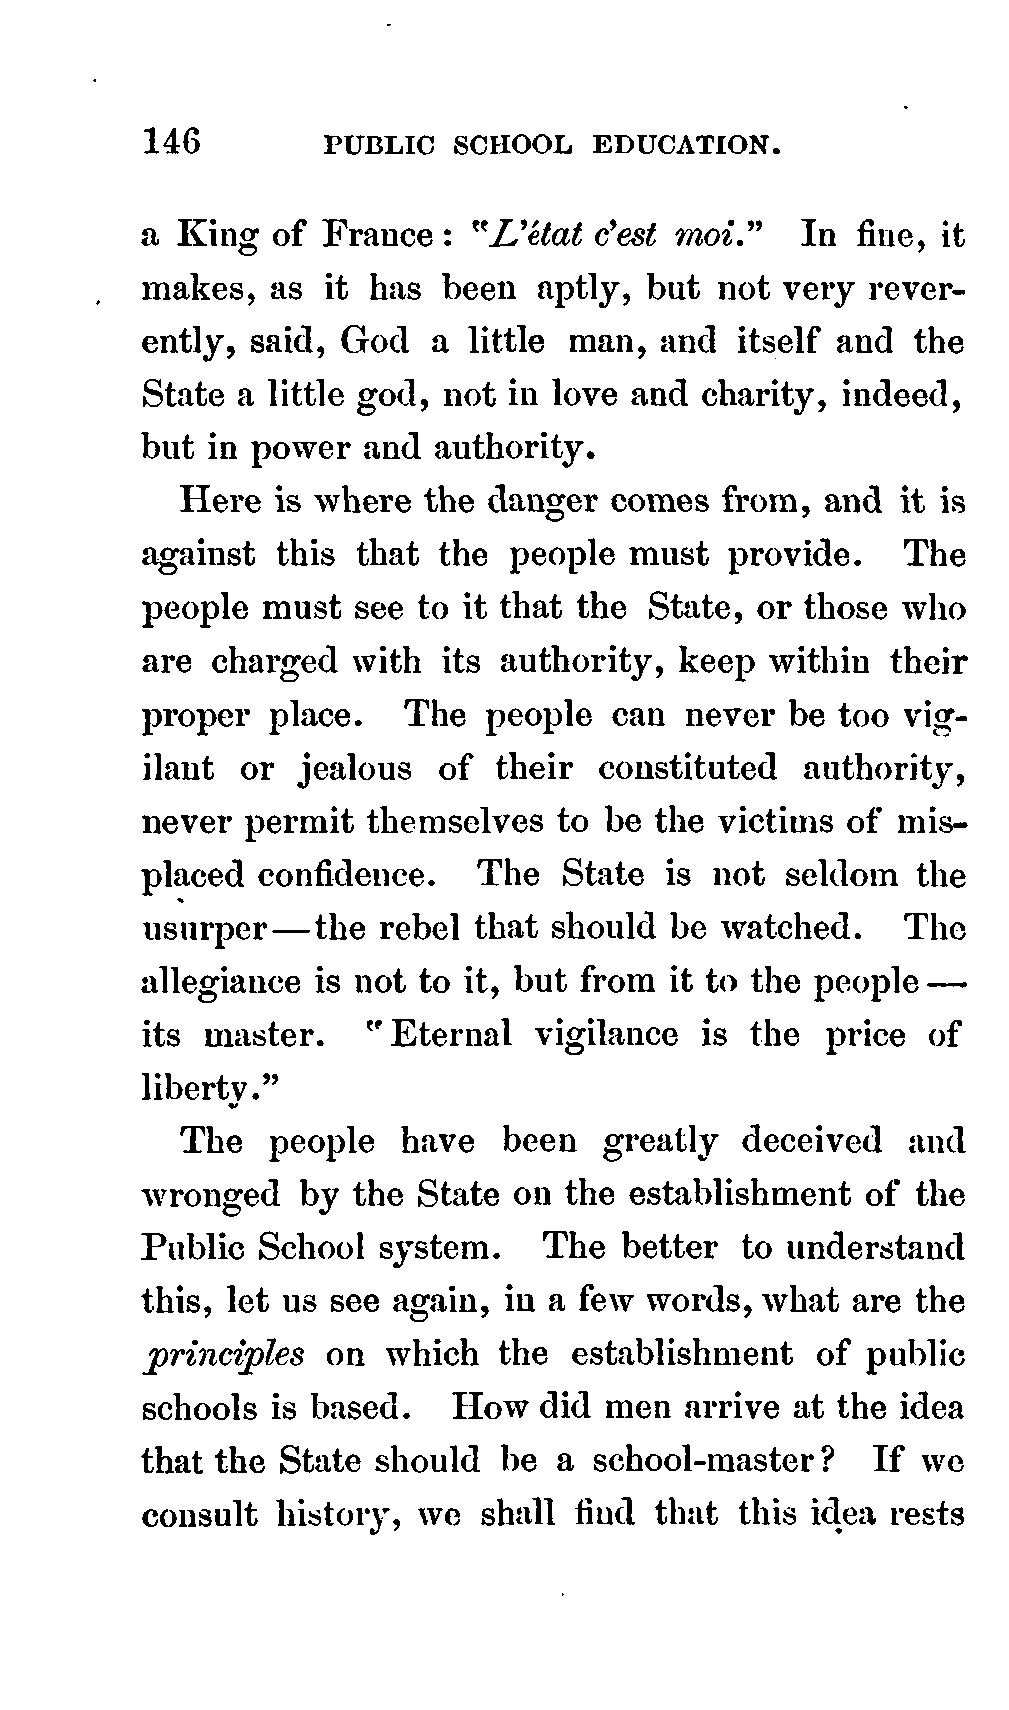 146 PUBLIC SCHOOL EDUCATION.
a King of France: "L'état c'est moi." In fine, it
makes, as it has been aptly, but not very rever-
ently, said, God a little man, and itself and the
State a little god, not in love and charity, indeed,
but in power and authority.
Here is where the danger comes from, and it is
against this that the people must provide. The
people must see to it that the State, or those who
are charged with its authority, keep within their
proper place. The people can never be too vig-
ilant or jealous of their constituted authority,
never permit themselves to be the victims of mis-
placed confidence. The State is not seldom the
usurper—the rebel that should be watched. The
allegiance is not to it, but from it to the people—
its master. "Eternal vigilance is the price of
liberty."
The people have been greatly deceived and
wronged by the State on the establishment of the
Public School system. The better to understand
this, let us see again, in a few words, what are the
principles on which the establishment of public
schools is based. How did men arrive at the idea
that the State should be a school-master? If we
consult history, we shall find that this idea rests